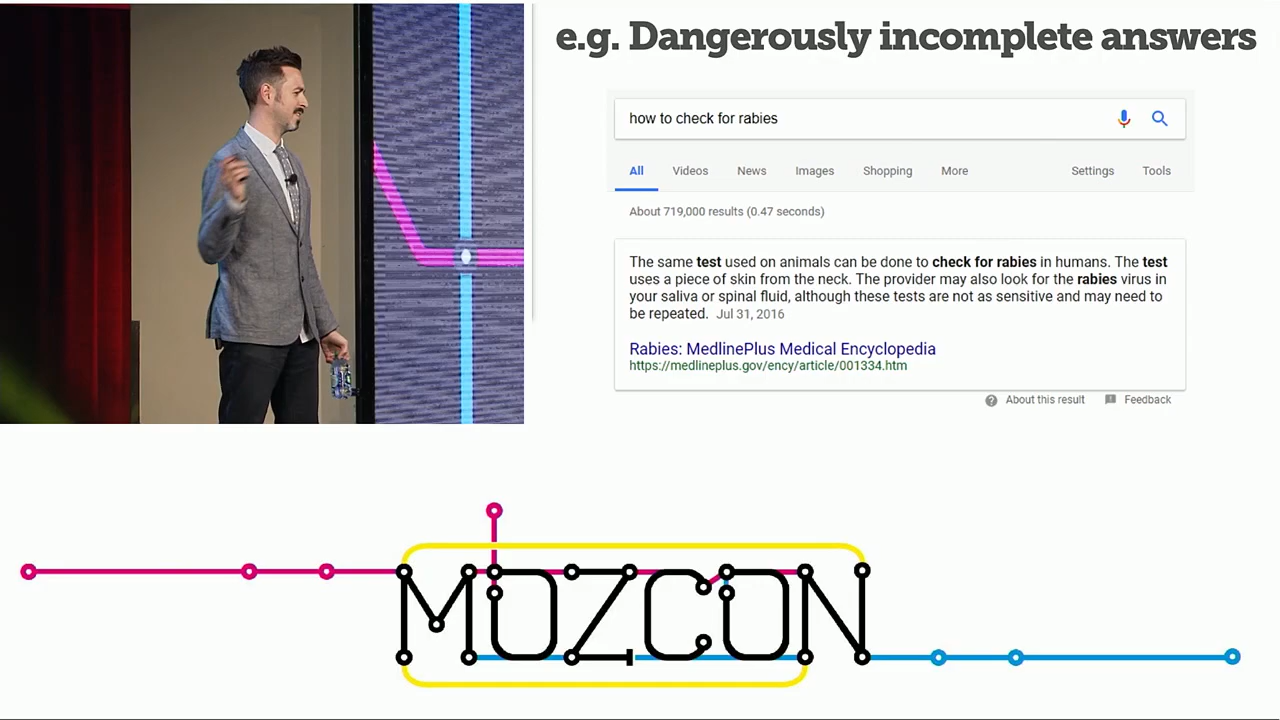 e.g. Dangerously incomplete answers
how to check for rabies
All Videos News Images Shopping More Settings Tools
About 719,000 results (0.47 seconds)
The same test used on animals can be done to check for rabies in humans. The test
uses a piece of skin from the neck. The provider may also look for the rabies virus in
your saliva or spinal fluid, although these tests are not as sensitive and may need to
be repeated. Jul 31, 2016
Rabies: MedlinePlus Medical Encyclopedia
https://medlineplus.gov/ency/article/001334.htm
About this result Feedback
MOZCON